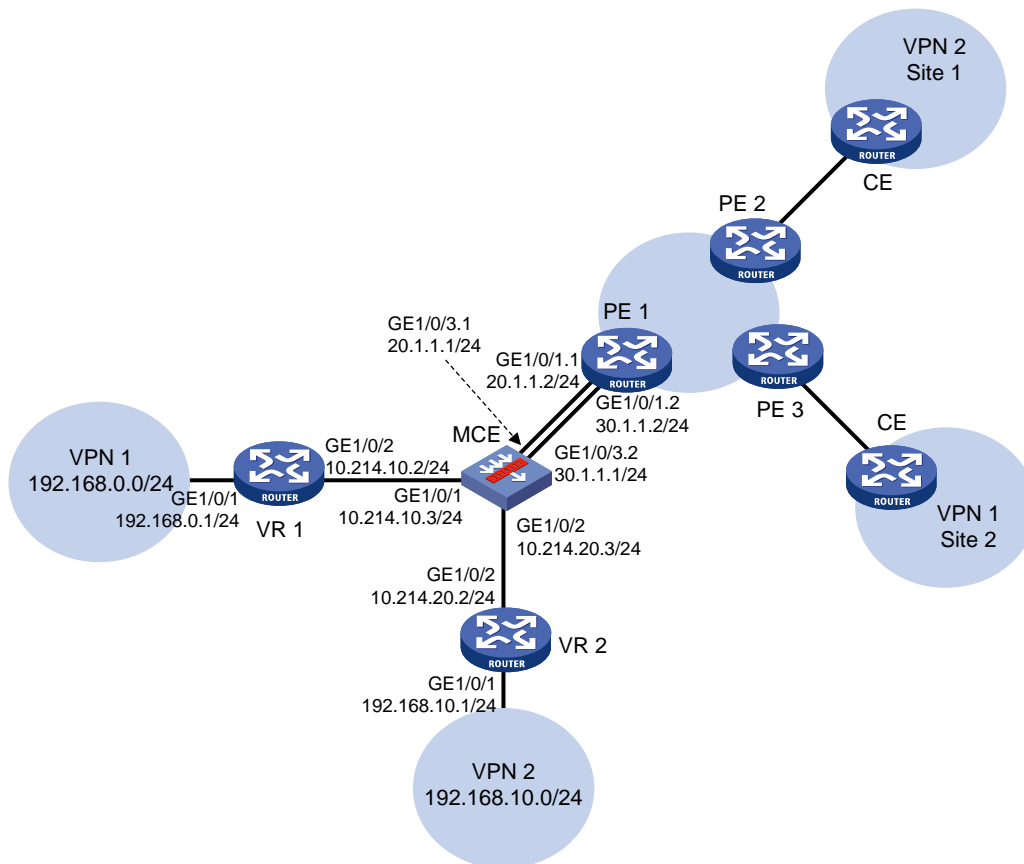 VPN 2
Site 1
ROUTER
CE
PE 2
ROUTER
GE1/0/3.1
20.1.1.1/24
PE 1
GE1/0/1.1
20.1.1.2/24
ROUTER
GE1/0/1.2
30.1.1.2/24
ROUTER
PE 3
MCE
GE1/0/3.2
30.1.1.1/24
CE
ROUTER
VPN 1
Site 2
VPN 1
192.168.0.0/24
GE1/0/1
192.168.0.1/24
ROUTER
VR 1
GE1/0/2
10.214.10.2/24
GE1/0/1
10.214.10.3/24
GE1/0/2
10.214.20.3/24
GE1/0/2
10.214.20.2/24
ROUTER
VR 2
GE1/0/1
192.168.10.1/24
VPN 2
192.168.10.0/24